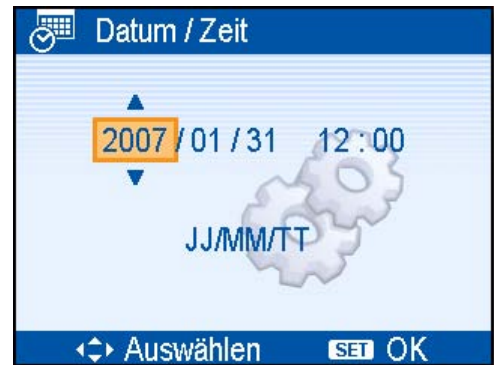 Datum / Zeit
2007 / 01 / 31 12 : 00
JJ/MM/TT
Auswählen SET OK